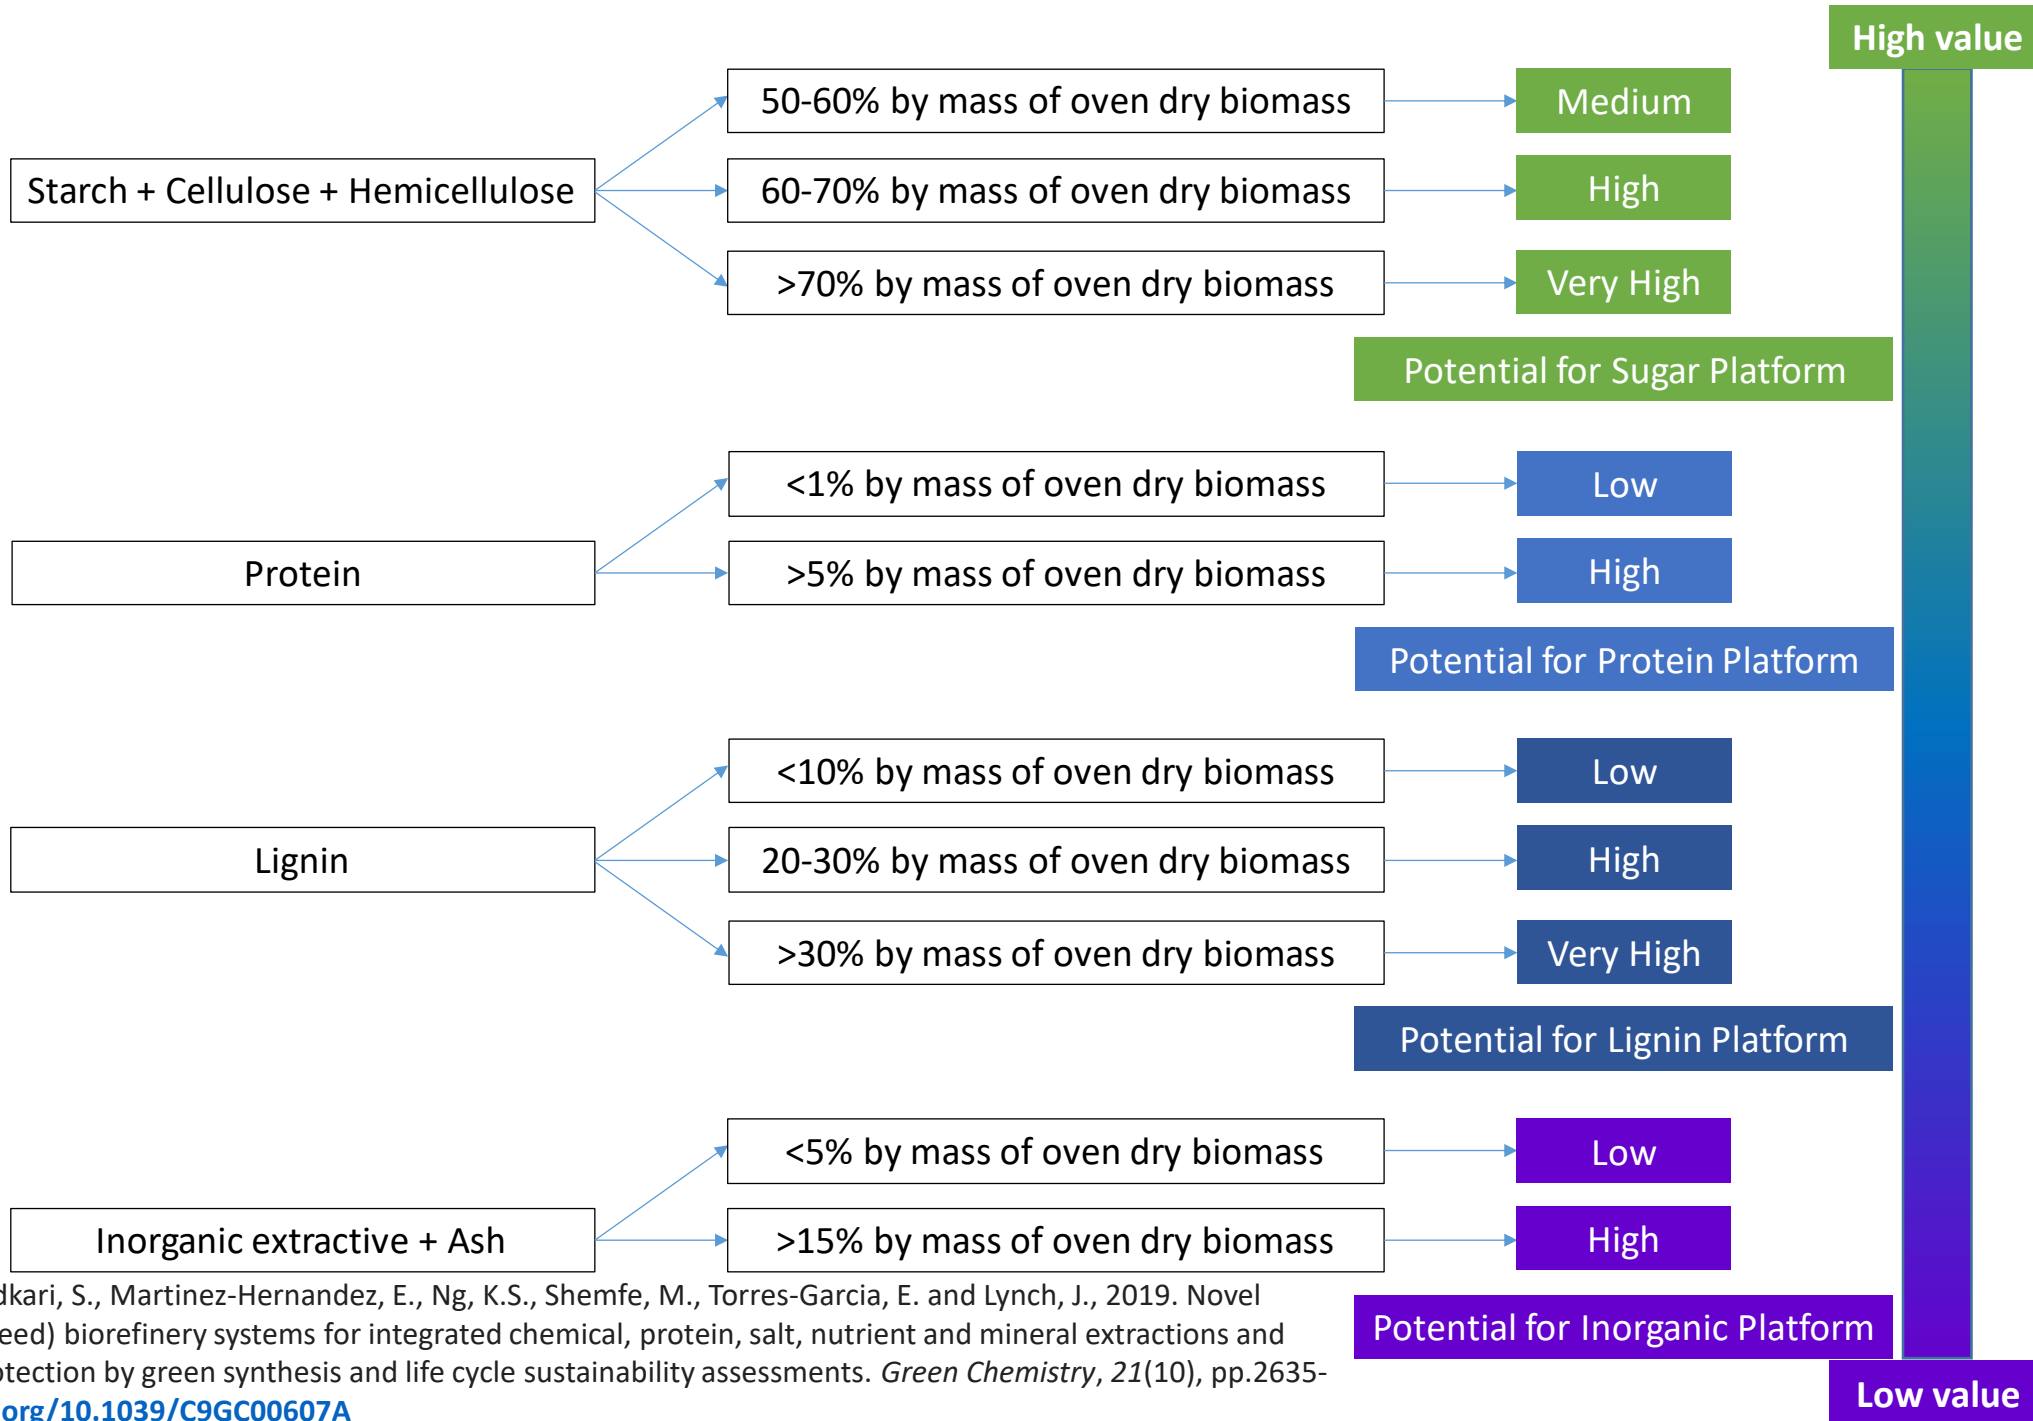 High value
50-60% by mass of oven dry biomass
Medium
Starch + Cellulose + Hemicellulose
60-70% by mass of oven dry biomass
High
>70% by mass of oven dry biomass
Very High
Potential for Sugar Platform
<1% by mass of oven dry biomass
Low
Protein
>5% by mass of oven dry biomass
High
Potential for Protein Platform
<10% by mass of oven dry biomass
Low
Lignin
20-30% by mass of oven dry biomass
High
>30% by mass of oven dry biomass
Very High
Potential for Lignin Platform
<5% by mass of oven dry biomass
Low
Inorganic extractive + Ash
>15% by mass of oven dry biomass
High
Potential for Inorganic Platform
Low value
dkari, S., Martinez-Hernandez, E., Ng, K.S., Shemfe, M., Torres-Garcia, E. and Lynch, J., 2019. Novel
eed) biorefinery systems for integrated chemical, protein, salt, nutrient and mineral extractions and
otection by green synthesis and life cycle sustainability assessments. Green Chemistry, 21(10), pp.2635-
org/10.1039/C9GC00607A